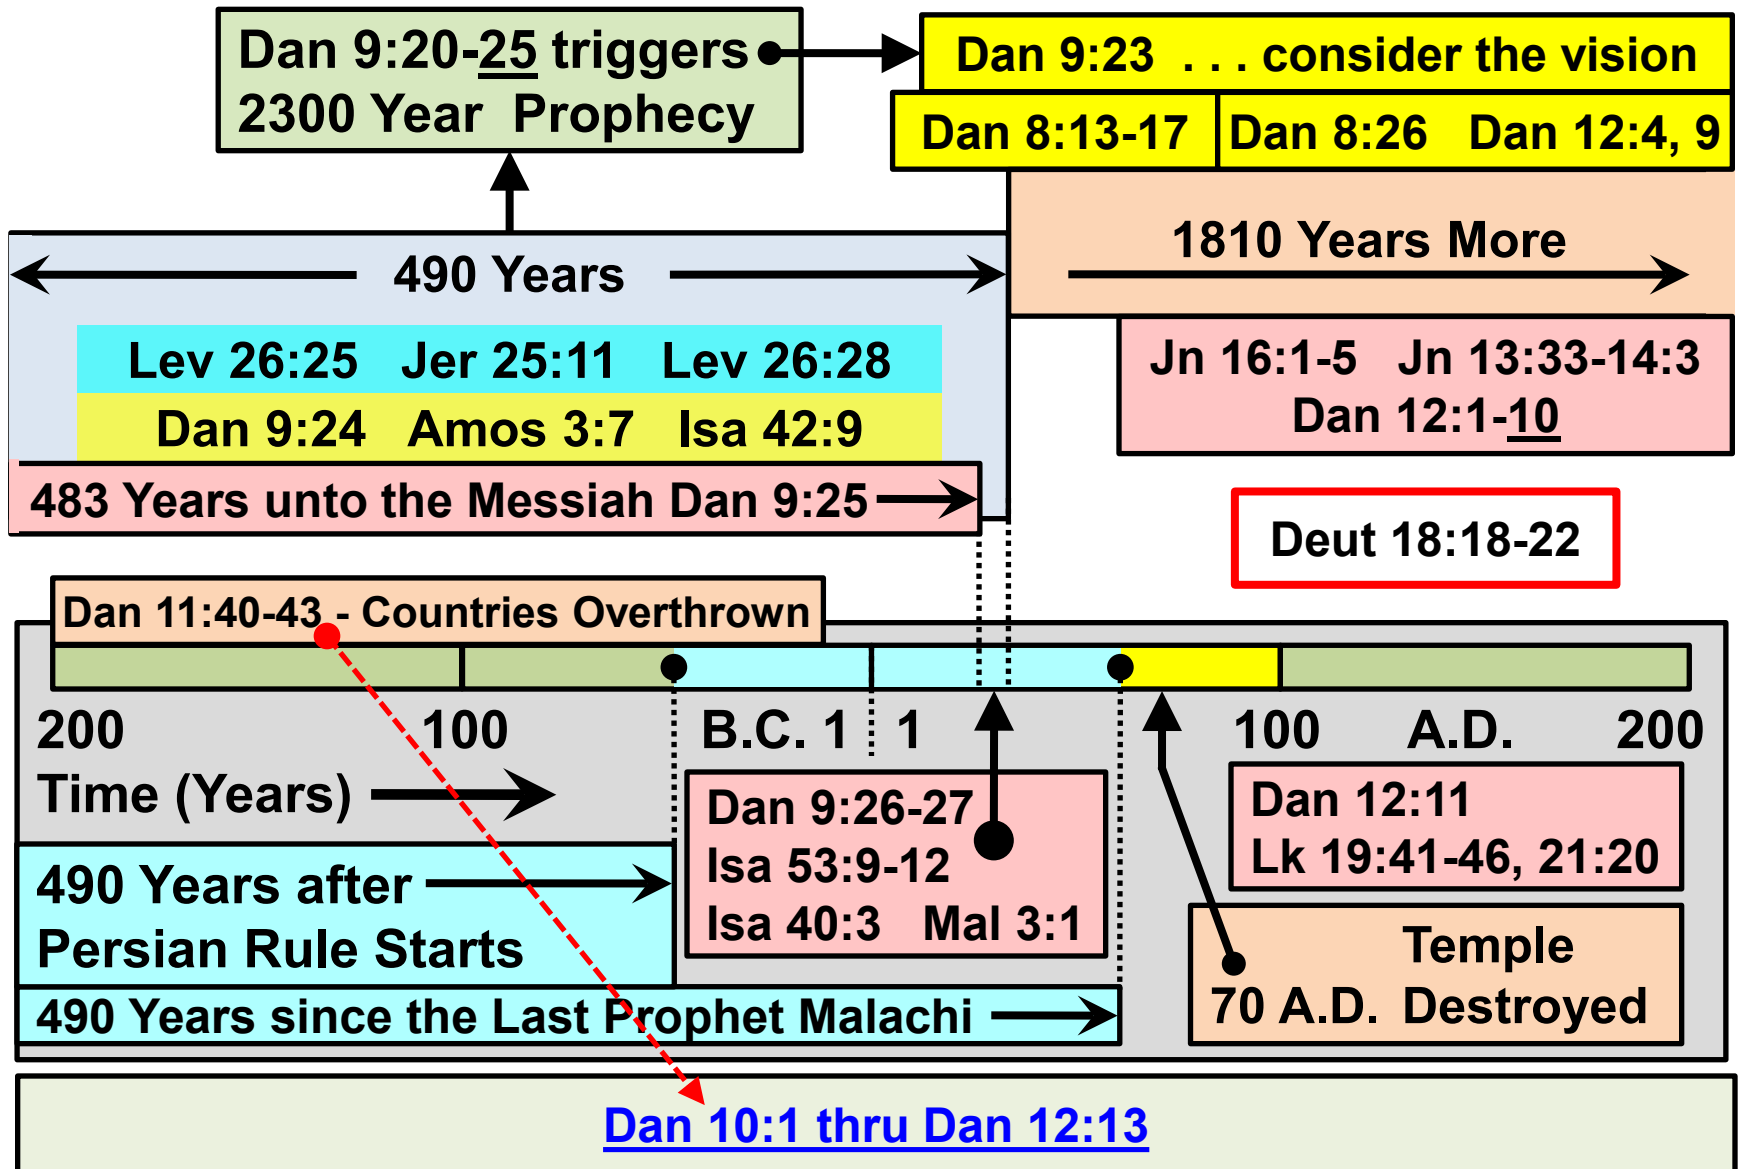 Dan 9:20-25 triggers
2300 Year Prophecy
Dan 9:23 . . . consider the vision
Dan 8:13-17
Dan 8:26 Dan 12:4, 9
490 Years
1810 Years More
Lev 26:25 Jer 25:11 Lev 26:28
Dan 9:24 Amos 3:7 Isa 42:9
483 Years unto the Messiah Dan 9:25
Jn 16:1-5 Jn 13:33-14:3
Dan 12:1-10
Deut 18:18-22
Dan 11:40-43 - Countries Overthrown
200 100 B.C. 1 1 100 A.D. 200
Time (Years)
Dan 9:26-27
Isa 53:9-12
Isa 40:3 Mal 3:1
Dan 12:11
Lk 19:41-46, 21:20
490 Years after
Persian Rule Starts
490 Years since the Last Prophet Malachi
Temple
70 A.D. Destroyed
Dan 10:1 thru Dan 12:13